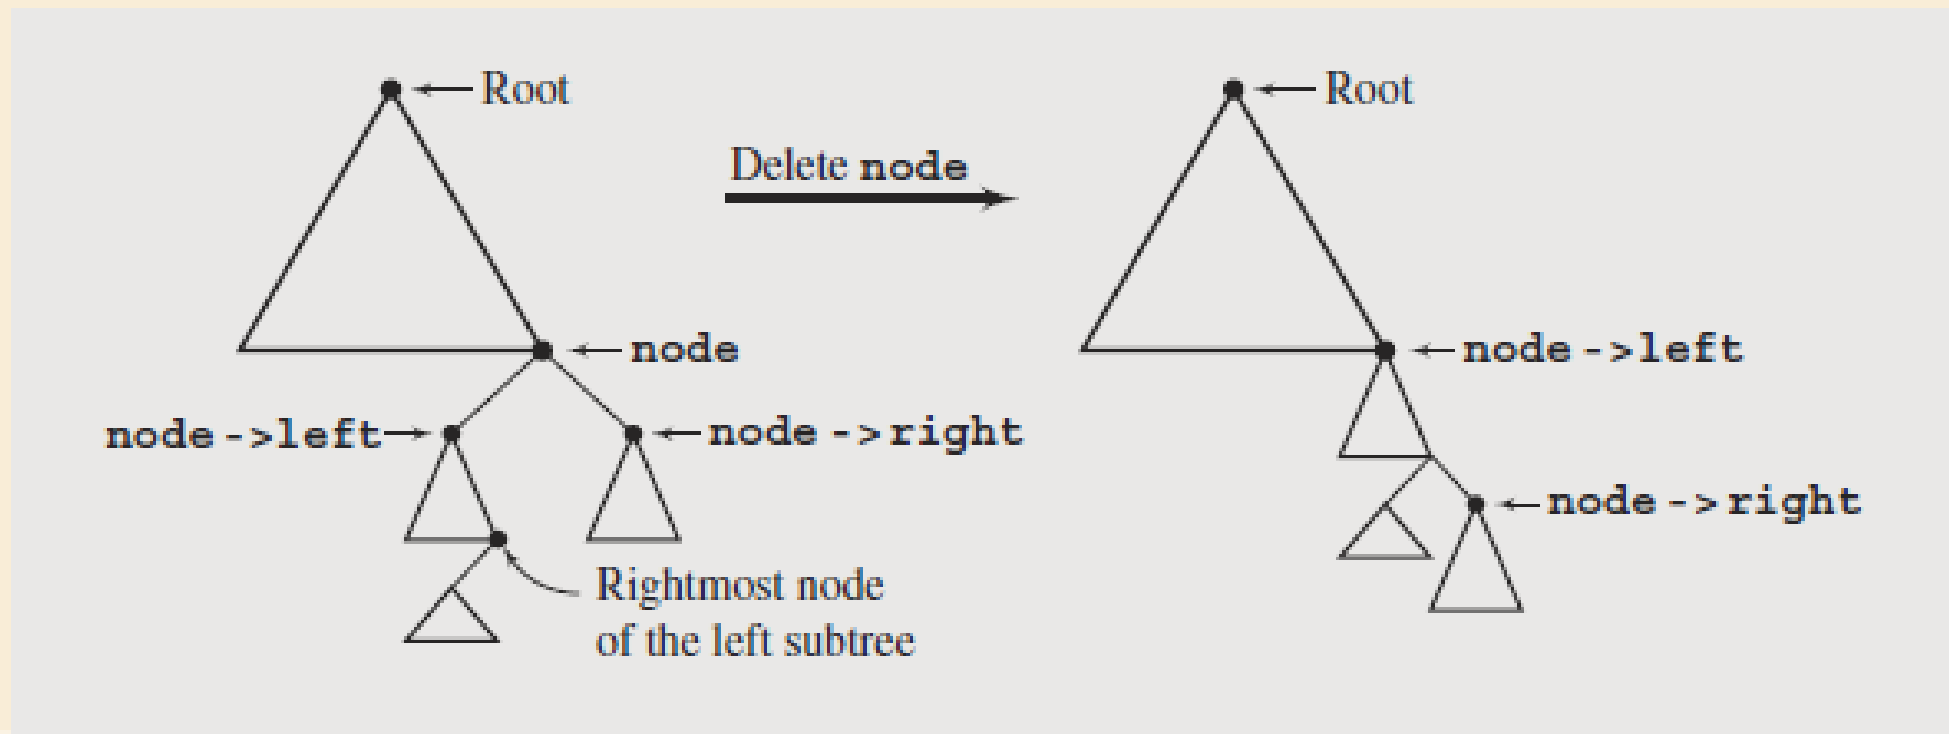 Root
Root
Delete node
node
node ->left
node ->left
node ->right
node ->right
Rightmost node
of the left subtree